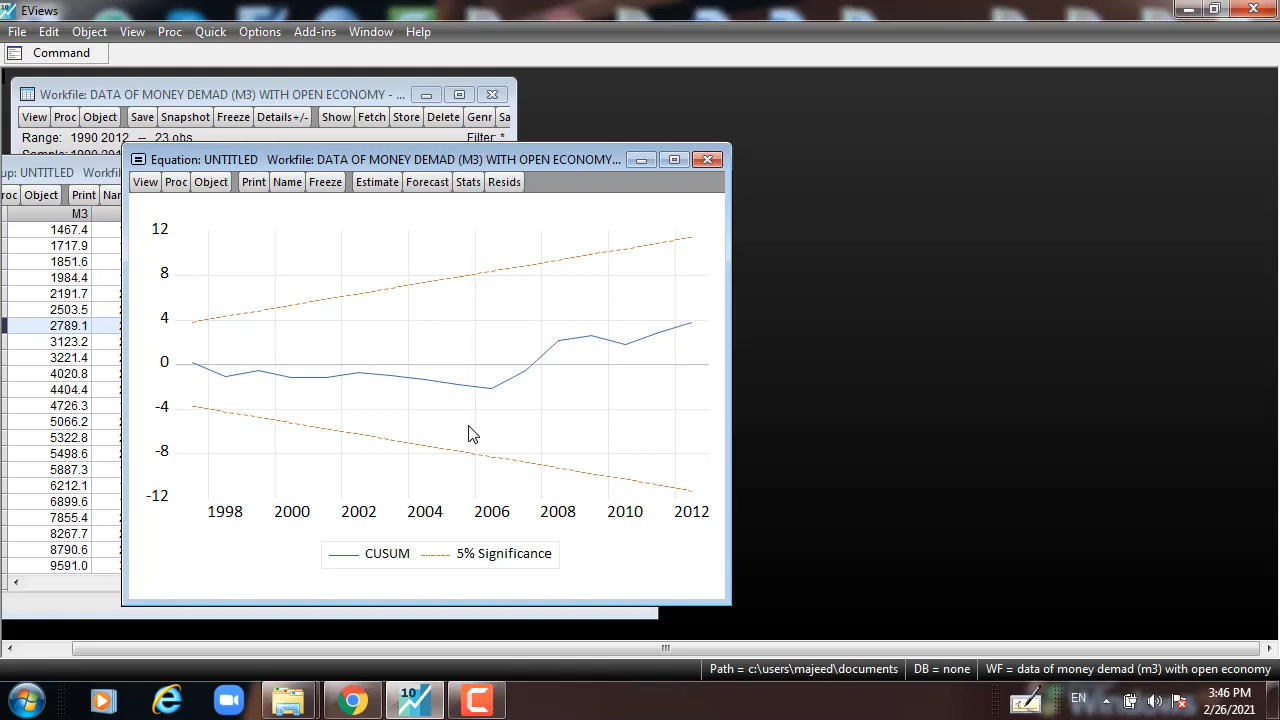 EViews
File Edit Object View Proc Quick Options Add-ins Window Help
Command
Workfile: DATA OF MONEY DEMAD (M3) WITH OPEN ECONOMY - ...
View Proc Object Save Snapshot Freeze Details+/- Show Fetch Store Delete Genr Sa
Range: 1990 2012 -- 23 obs Filter: *
Equation: UNTITLED Workfile: DATA OF MONEY DEMAD (M3) WITH OPEN ECONOMY...
up: UNTITLED Workfil
View Proc Object Print Name Freeze Estimate Forecast Stats Resids
roc Object Print Nar
M3
1467.4
1717.9
1851.6
1984.4
2191.7
2503.5
2789.1
3123.2
3221.4
4020.8
4404.4
4726.3
5066.2
5322.8
5498.6
5887.3
6212.1
6899.6
7855.4
8267.7
8790.6
9591.0
12
8
4
0
-4
-8
-12
1998 2000 2002 2004 2006 2008 2010 2012
CUSUM 5% Significance
Path = c:\users\majeed\documents DB = none WF = data of money demad (m3) with open economy
10 EN 3:46 PM
2/26/2021